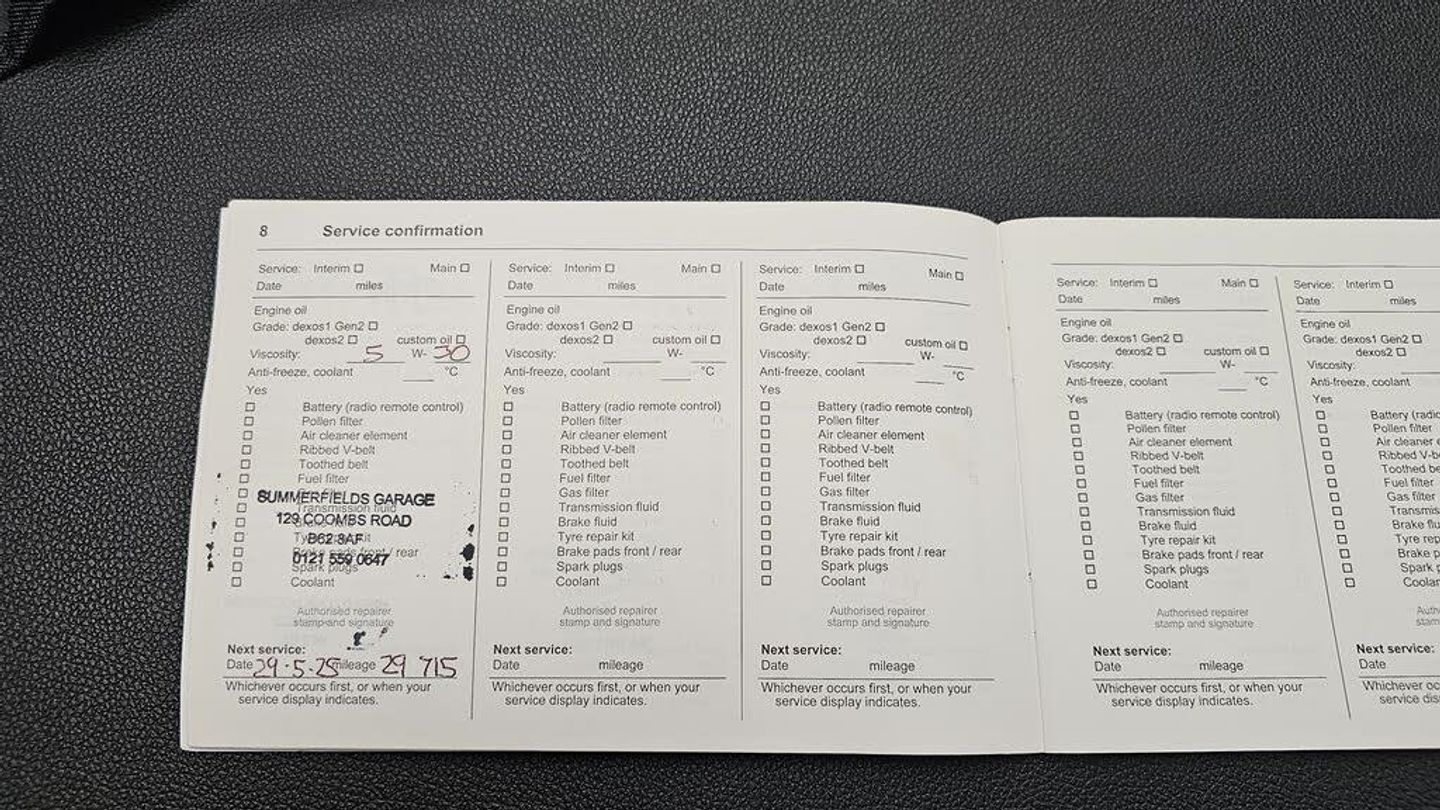 8 Service confirmation
Service: Interim Main
Date miles
Engine oil
Grade: dexos1 Gen2
dexos2 custom oil
Viscosity: 5 W- 30
Anti-freeze, coolant °C
Yes
Battery (radio remote control)
Pollen filter
Air cleaner element
Ribbed V-belt
Toothed belt
Fuel filter
SUMMERFIELDS GARAGE
Transmission fluid
129 COOMBS ROAD
B62 8AF
Tyre repair kit
Brake pads front / rear
0121 559 0647
Spark plugs
Coolant
Authorised repairer
stamp and signature
Next service:
Date 29.5.25 mileage 29 715
Whichever occurs first, or when your
service display indicates.
Service: Interim Main
Date miles
Engine oil
Grade: dexos1 Gen2
dexos2 custom oil
Viscosity: W-
Anti-freeze, coolant °C
Yes
Battery (radio remote control)
Pollen filter
Air cleaner element
Ribbed V-belt
Toothed belt
Fuel filter
Gas filter
Transmission fluid
Brake fluid
Tyre repair kit
Brake pads front / rear
Spark plugs
Coolant
Authorised repairer
stamp and signature
Next service:
Date mileage
Whichever occurs first, or when your
service display indicates.
Service: Interim Main
Date miles
Engine oil
Grade: dexos1 Gen2
dexos2 custom oil
Viscosity: W-
Anti-freeze, coolant °C
Yes
Battery (radio remote control)
Pollen filter
Air cleaner element
Ribbed V-belt
Toothed belt
Fuel filter
Gas filter
Transmission fluid
Brake fluid
Tyre repair kit
Brake pads front / rear
Spark plugs
Coolant
Authorised repairer
stamp and signature
Next service:
Date mileage
Whichever occurs first, or when your
service display indicates.
Service: Interim Main
Date miles
Engine oil
Grade: dexos1 Gen2
dexos2 custom oil
Viscosity: W-
Anti-freeze, coolant °C
Yes
Battery (radio remote control)
Pollen filter
Air cleaner element
Ribbed V-belt
Toothed belt
Fuel filter
Gas filter
Transmission fluid
Brake fluid
Tyre repair kit
Brake pads front / rear
Spark plugs
Coolant
Authorised repairer
stamp and signature
Next service:
Date mileage
Whichever occurs first, or when your
service display indicates.
Service: Interim
Date miles
Engine oil
Grade: dexos1 Gen2
dexos2
Viscosity:
Anti-freeze, coolant
Yes
Battery (radio
Pollen filter
Air cleaner
Ribbed
Toothed
Fuel filter
Gas filter
Brake
Tyre
Brake
Spark
Next service:
Date
Whichever
service